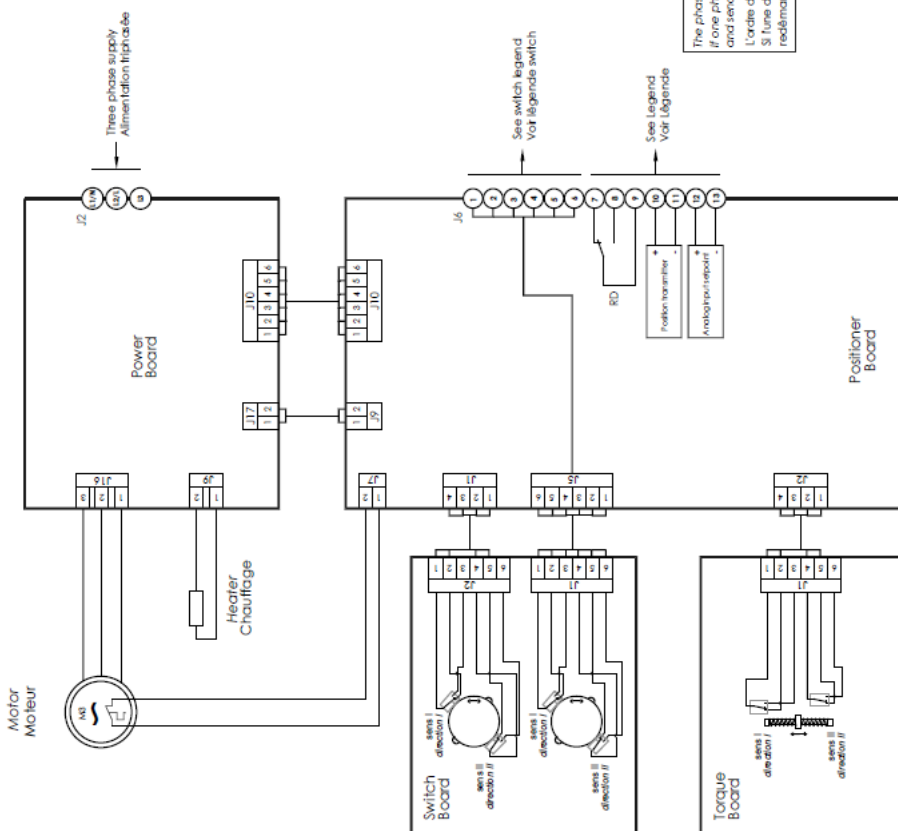 Motor
Moteur
M3
Heater
Chauffage
Power
Board
Three phase supply
Alimentation triphasée
J2
L1/N
L2/L
L3
J16
3
2
1
J9
2
1
J17
1 2
J10
1 2 3 4 5 6
J9
1 2
J10
1 2 3 4 5 6
J7
2
1
J1
4
3
2
1
J5
6
5
4
3
2
1
J2
4
3
2
1
J6
1
2
3
4
5
6
7
8
9
10
11
12
13
See switch legend
Voir légende switch
See Legend
Voir Légende
RD
Position transmitter
+
-
Analog input setpoint
+
-
Positioner
Board
Switch
Board
sens I
direction I
sens II
direction II
J2
1
2
3
4
5
6
sens I
direction I
sens II
direction II
J1
1
2
3
4
5
6
Torque
Board
sens I
direction I
sens II
direction II
J1
1
2
3
4
5
6
The phas
If one ph
and send
L'ordre d
Si l'une d
redémar